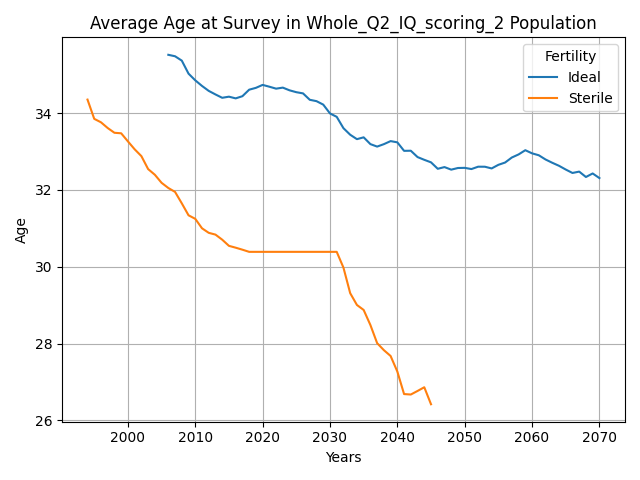 Average Age at Survey in Whole_Q2_IQ_scoring_2 Population
Fertility
Ideal
Sterile
Age
34
32
30
28
26
2000 2010 2020 2030 2040 2050 2060 2070
Years